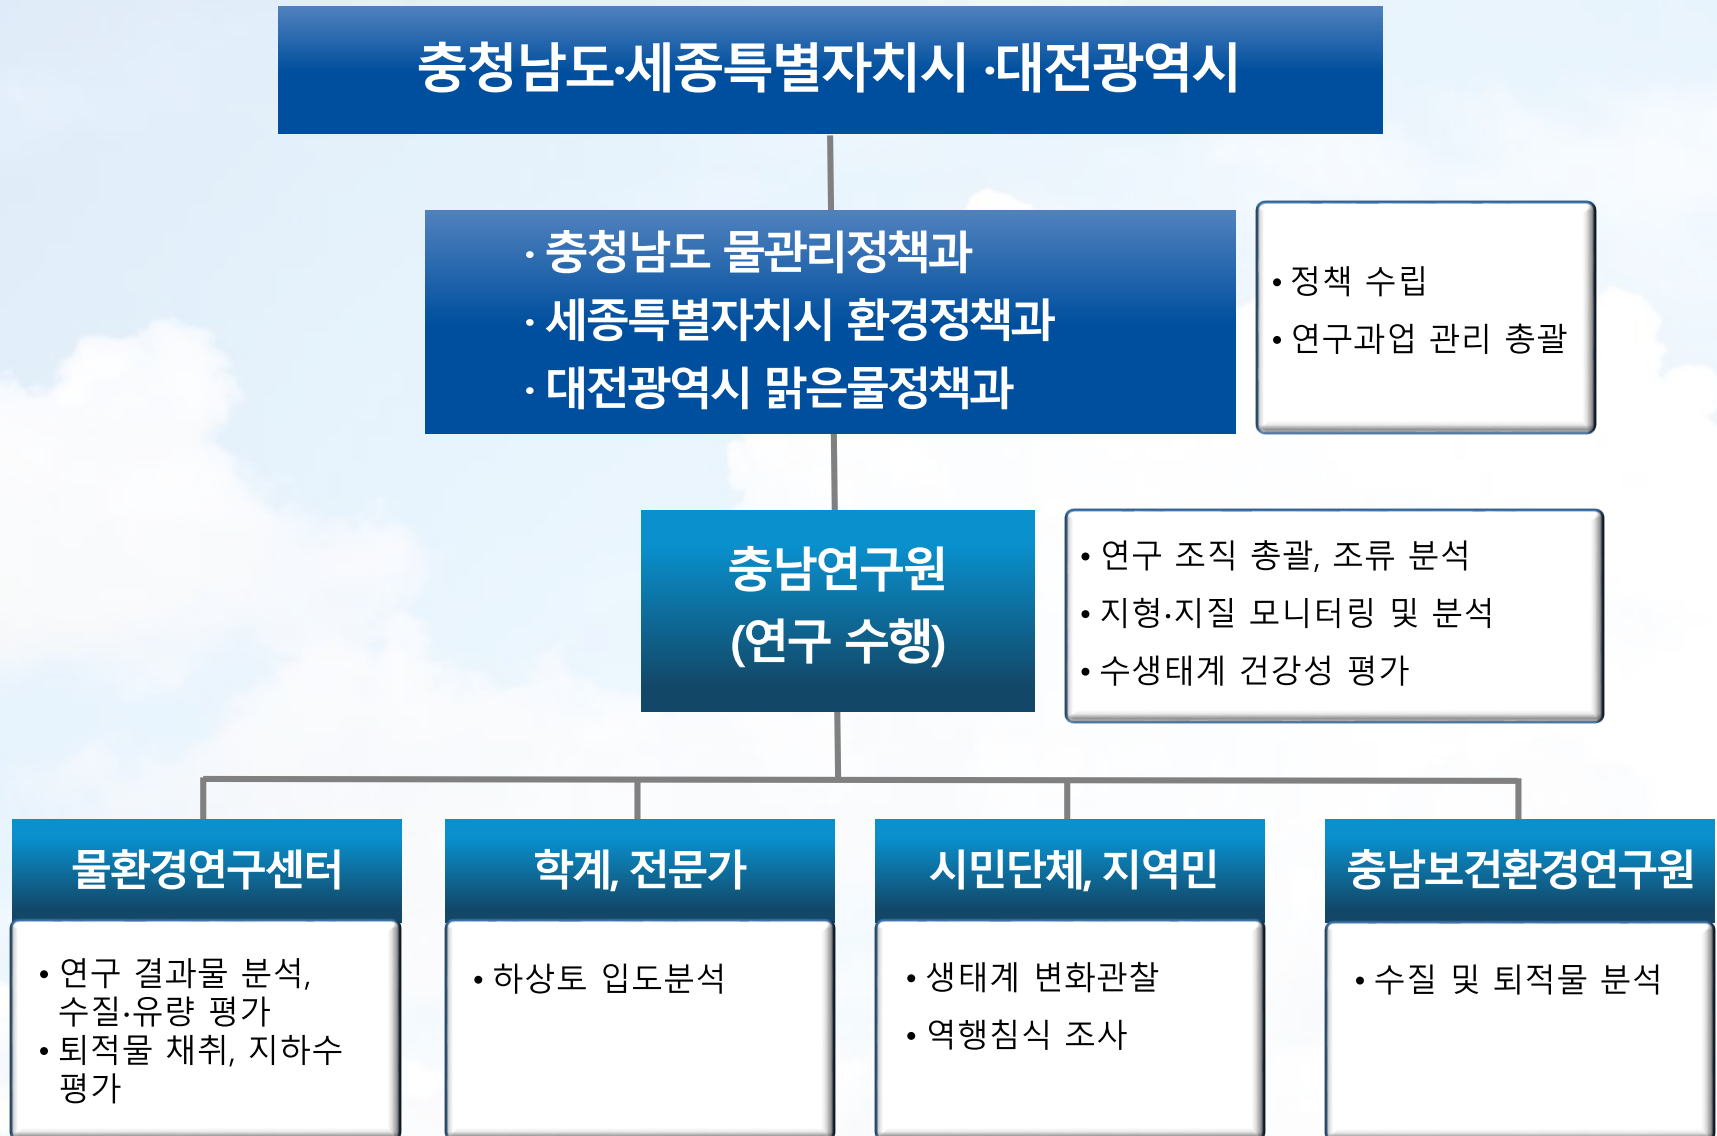 충청남도·세종특별자치시 ·대전광역시
· 충청남도 물관리정책과
· 세종특별자치시 환경정책과
· 대전광역시 맑은물정책과
• 정책 수립
• 연구과업 관리 총괄
충남연구원
(연구 수행)
• 연구 조직 총괄, 조류 분석
• 지형·지질 모니터링 및 분석
• 수생태계 건강성 평가
물환경연구센터
• 연구 결과물 분석,
수질·유량 평가
• 퇴적물 채취, 지하수
평가
학계, 전문가
• 하상토 입도분석
시민단체, 지역민
• 생태계 변화관찰
• 역행침식 조사
충남보건환경연구원
• 수질 및 퇴적물 분석